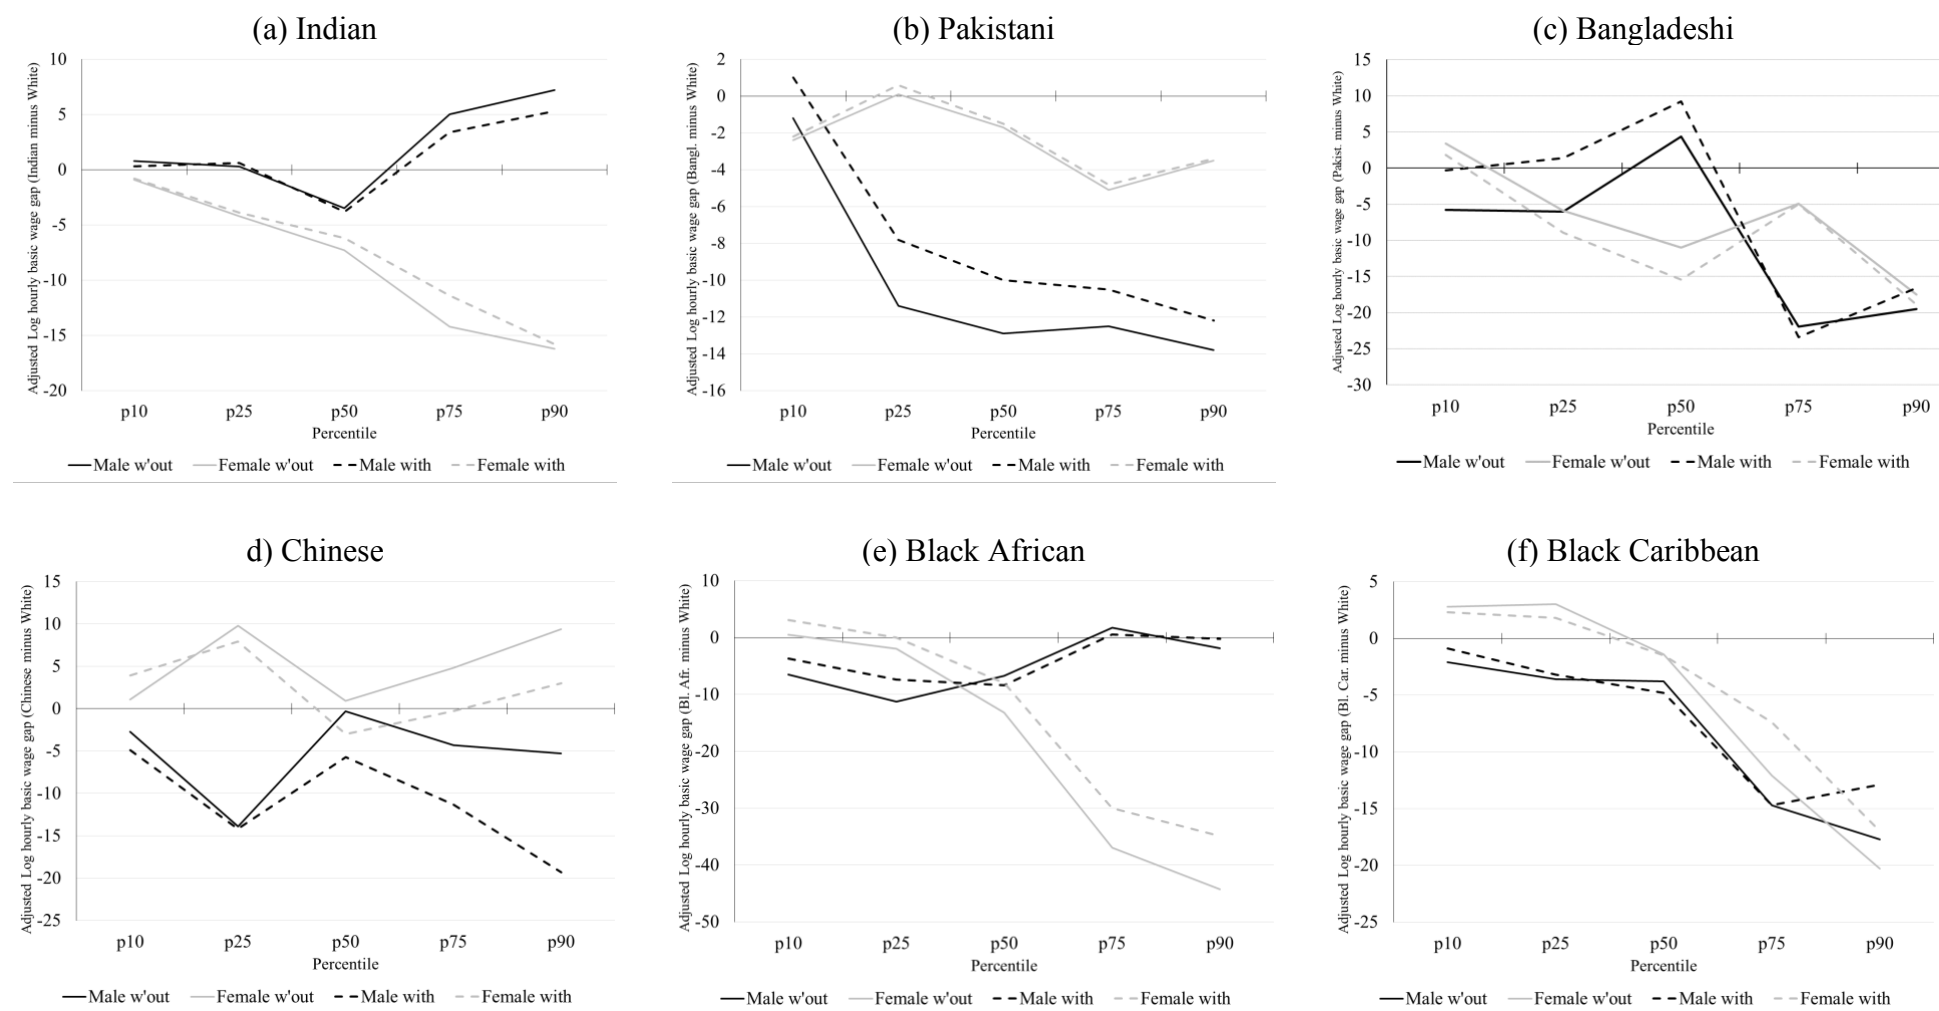 (a) Indian
Adjusted Log hourly basic wage gap (Indian minus White)
10
5
0
-5
-10
-15
-20
p10 p25 p50 p75 p90
Percentile
Male w'out Female w'out Male with Female with
(b) Pakistani
Adjusted Log hourly basic wage gap (Bangl. minus White)
2
0
-2
-4
-6
-8
-10
-12
-14
-16
p10 p25 p50 p75 p90
Percentile
Male w'out Female w'out Male with Female with
(c) Bangladeshi
Adjusted Log hourly basic wage gap (Pakist. minus White)
15
10
5
0
-5
-10
-15
-20
-25
-30
p10 p25 p50 p75 p90
Percentile
Male w'out Female w'out Male with Female with
d) Chinese
Adjusted Log hourly basic wage gap (Chinese minus White)
15
10
5
0
-5
-10
-15
-20
-25
p10 p25 p50 p75 p90
Percentile
Male w'out Female w'out Male with Female with
(e) Black African
Adjusted Log hourly basic wage gap (Bl. Afr. minus White)
10
0
-10
-20
-30
-40
-50
p10 p25 p50 p75 p90
Percentile
Male w'out Female w'out Male with Female with
(f) Black Caribbean
Adjusted Log hourly basic wage gap (Bl. Car. minus White)
5
0
-5
-10
-15
-20
-25
p10 p25 p50 p75 p90
Percentile
Male w'out Female w'out Male with Female with